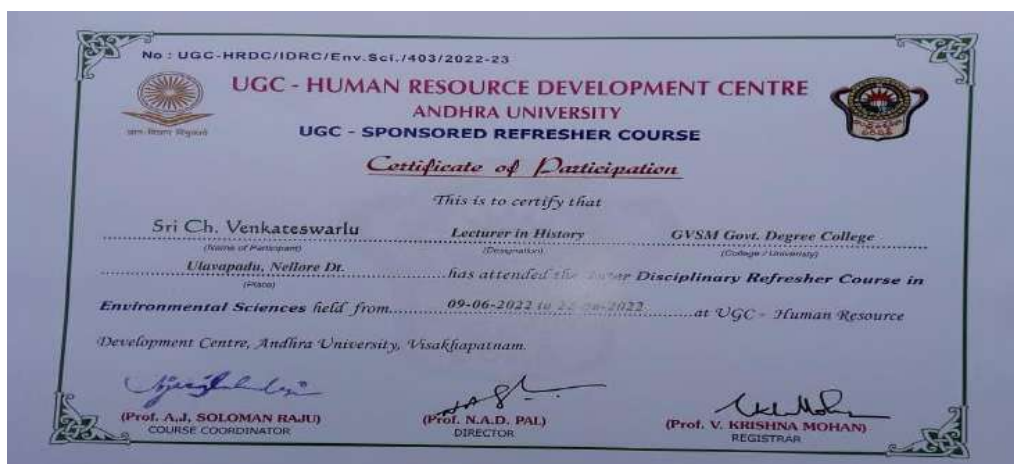 No : UGC-HRDC/IDRC/Env.Sci./403/2022-23
UGC - HUMAN RESOURCE DEVELOPMENT CENTRE
ANDHRA UNIVERSITY
UGC - SPONSORED REFRESHER COURSE
Certificate of Participation
This is to certify that
Sri Ch. Venkateswarlu Lecturer in History GVSM Govt. Degree College
(Name of Participant) (Designation) (College / University)
Ulavapadu, Nellore Dt. has attended the Inter Disciplinary Refresher Course in
(Place)
Environmental Sciences held from 09-06-2022 to 22-06-2022 at UGC - Human Resource
Development Centre, Andhra University, Visakhapatnam.
(Prof. A.J. SOLOMAN RAJU) (Prof. N.A.D. PAL) (Prof. V. KRISHNA MOHAN)
COURSE COORDINATOR DIRECTOR REGISTRAR